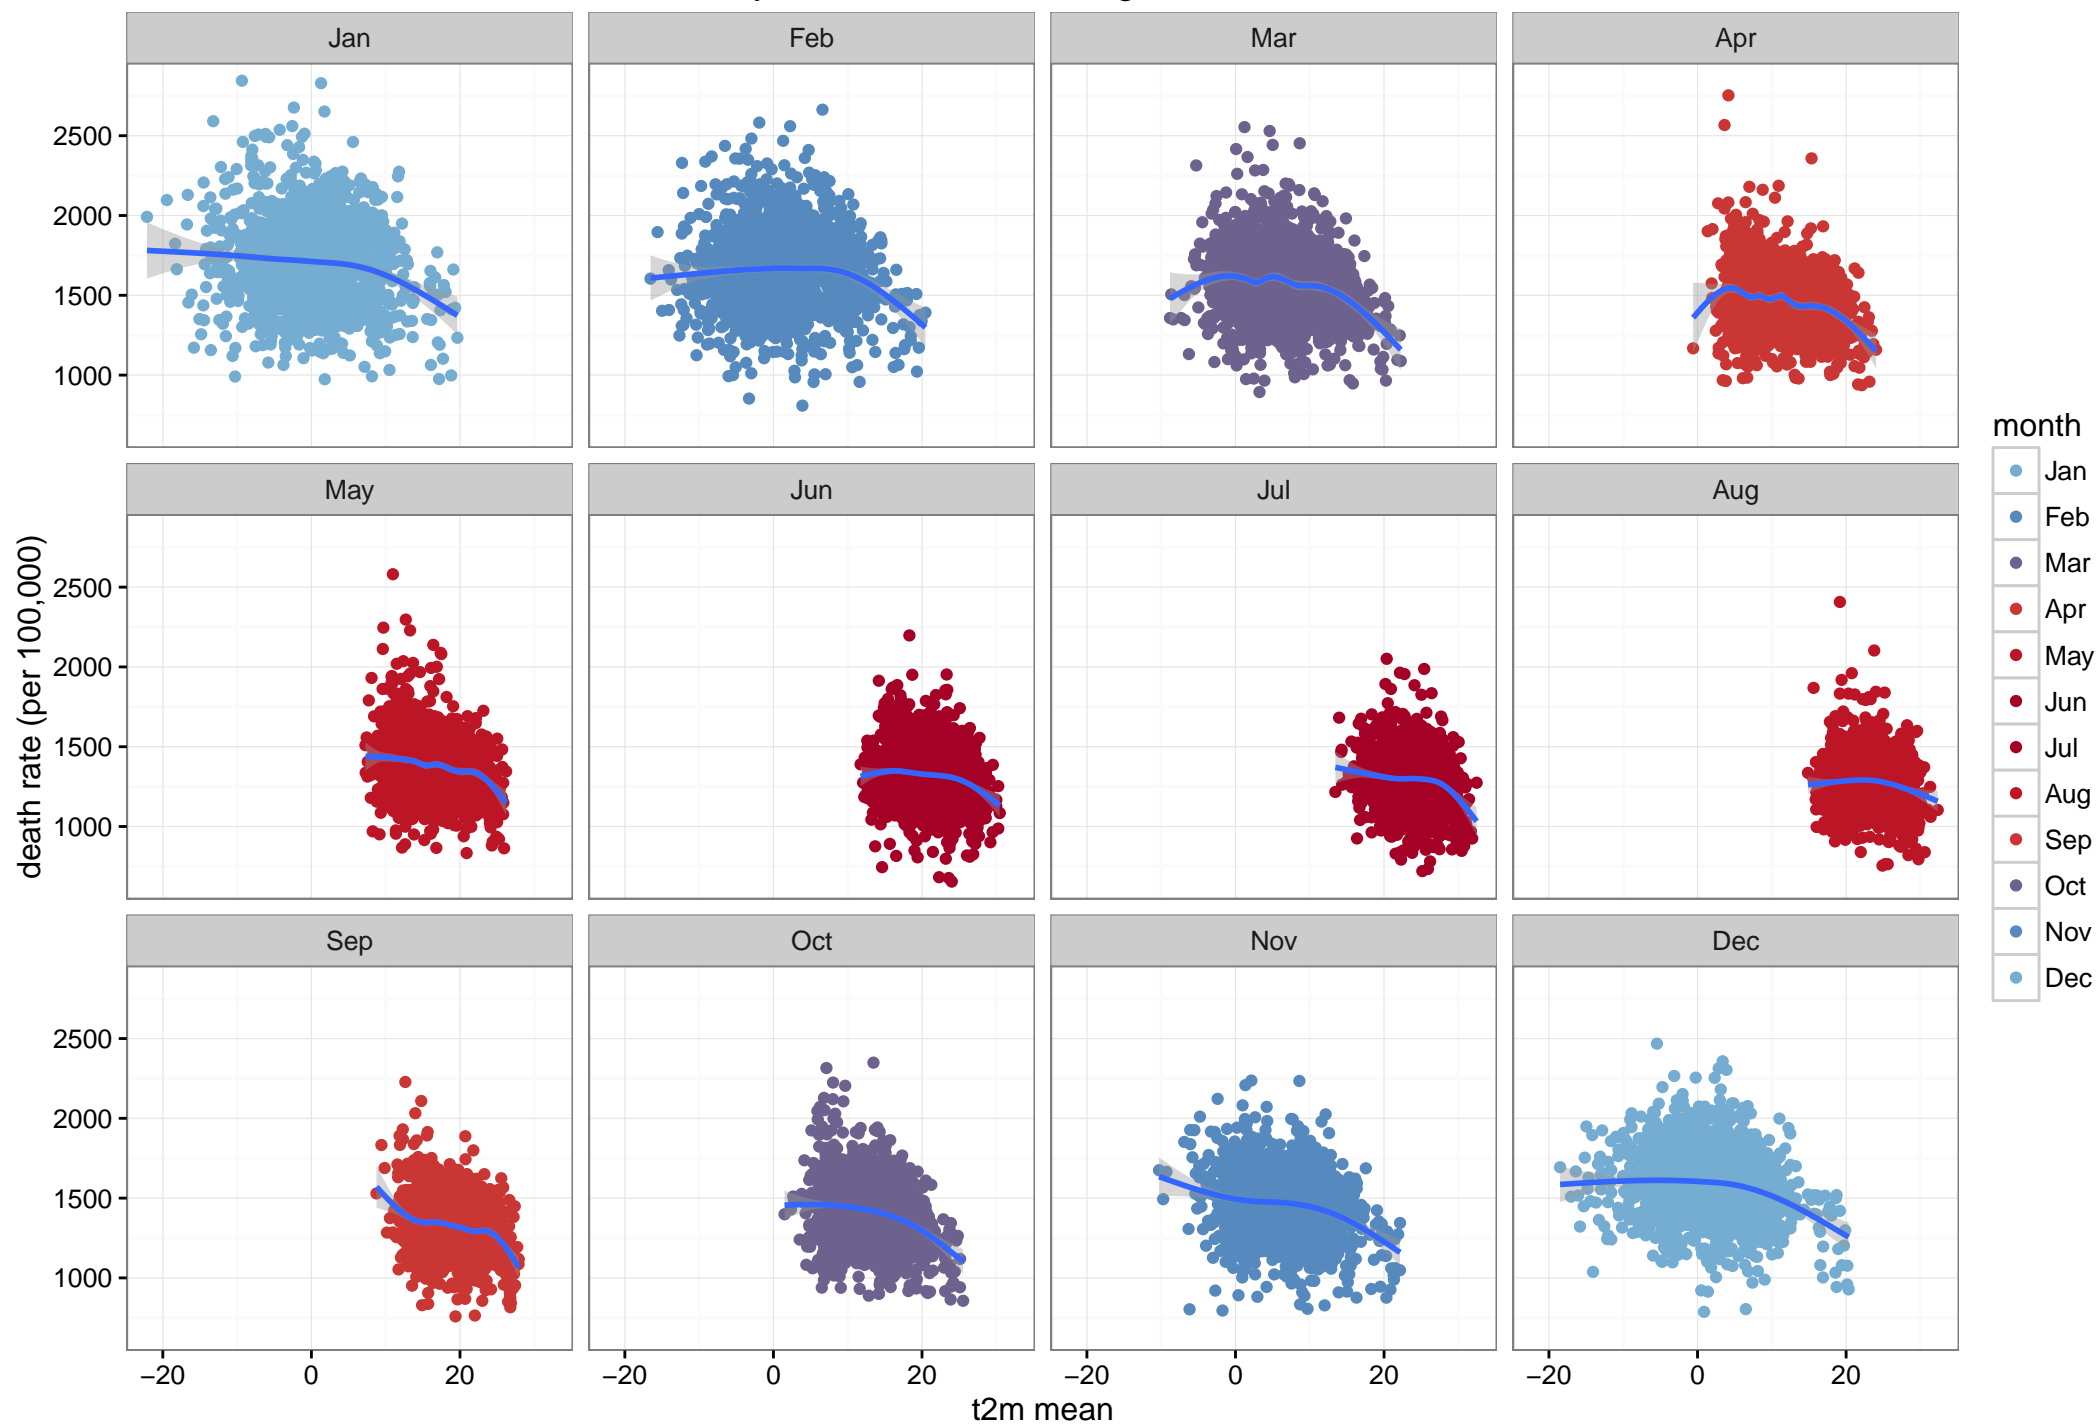 Jan Feb Mar Apr
2500
2000
1500
1000
May Jun Jul Aug
2500
2000
1500
1000
Sep Oct Nov Dec
2500
2000
1500
1000
−20 0 20 −20 0 20 −20 0 20 −20 0 20
t2m mean
death rate (per 100,000)
month
Jan
Feb
Mar
Apr
May
Jun
Jul
Aug
Sep
Oct
Nov
Dec